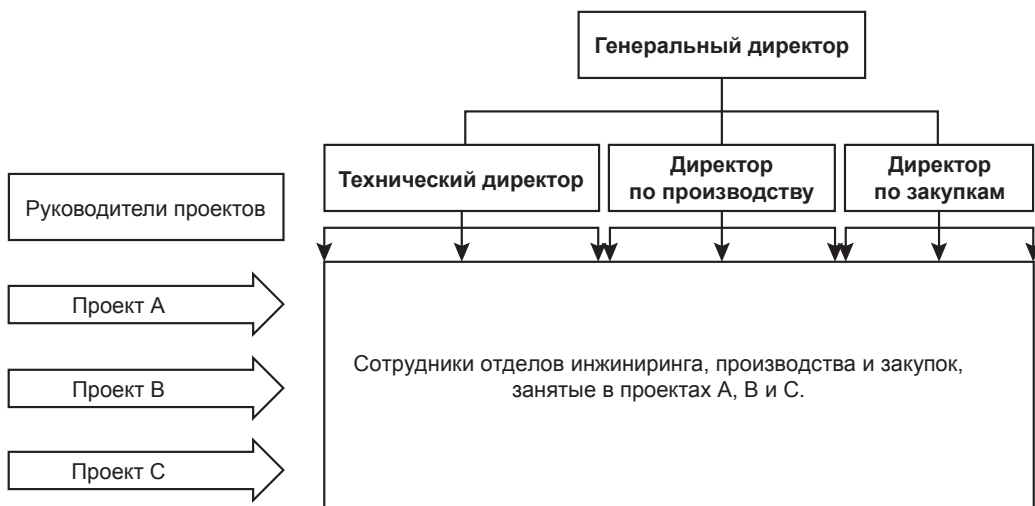 Генеральный директор
Технический директор
Директор
по производству
Директор
по закупкам
Руководители проектов
Проект А
Проект В
Проект С
Сотрудники отделов инжиниринга, производства и закупок,
занятые в проектах А, В и С.